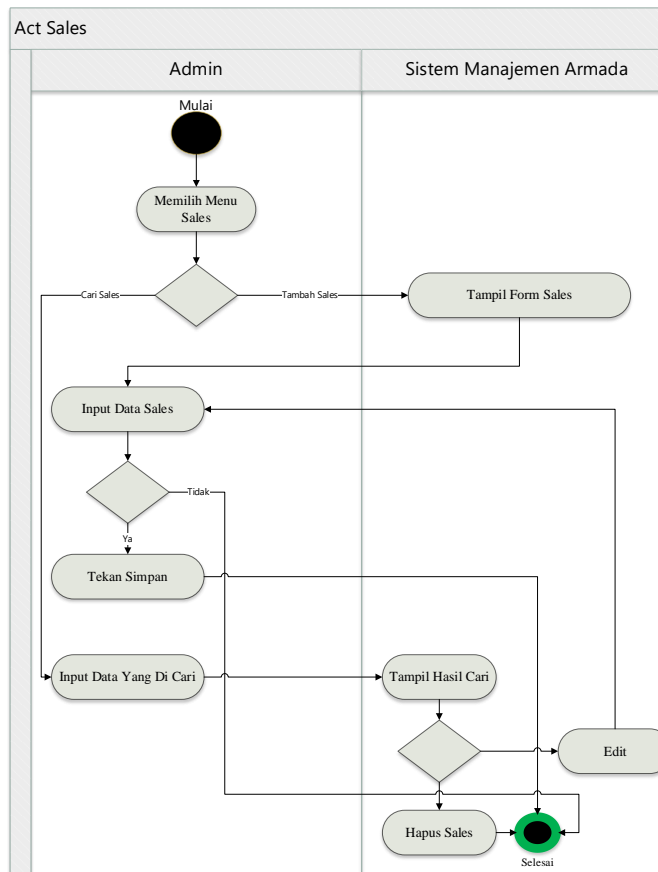 Act Sales
Admin
Sistem Manajemen Armada
Mulai
Memilih Menu
Sales
Cari Sales
Tambah Sales
Tampil Form Sales
Input Data Sales
Tidak
Ya
Tekan Simpan
Input Data Yang Di Cari
Tampil Hasil Cari
Edit
Hapus Sales
Selesai